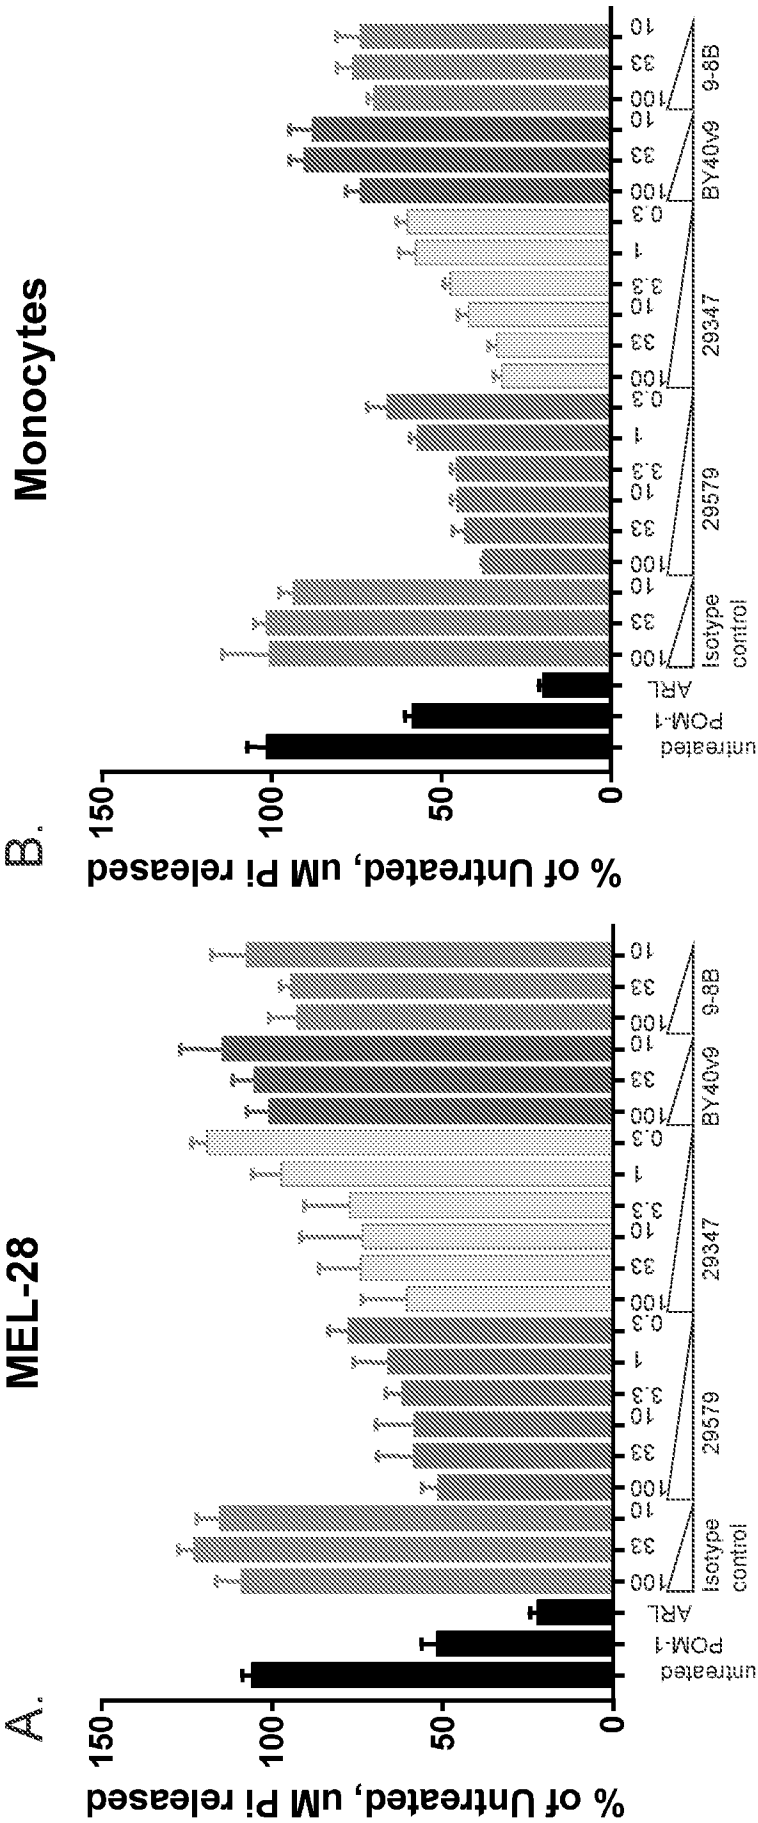 A.
MEL-28
% of Untreated, uM Pi released
150
100
50
0
untreated
POM-1
ARL
100
33
10
100
33
10
3.3
1
0.3
100
33
10
3.3
1
0.3
100
33
10
100
33
10
Isotype
control
29579
29347
BY40v9
9-8B
B.
Monocytes
% of Untreated, uM Pi released
150
100
50
0
untreated
POM-1
ARL
100
33
10
100
33
10
3.3
1
0.3
100
33
10
3.3
1
0.3
100
33
10
100
33
10
Isotype
control
29579
29347
BY40v9
9-8B